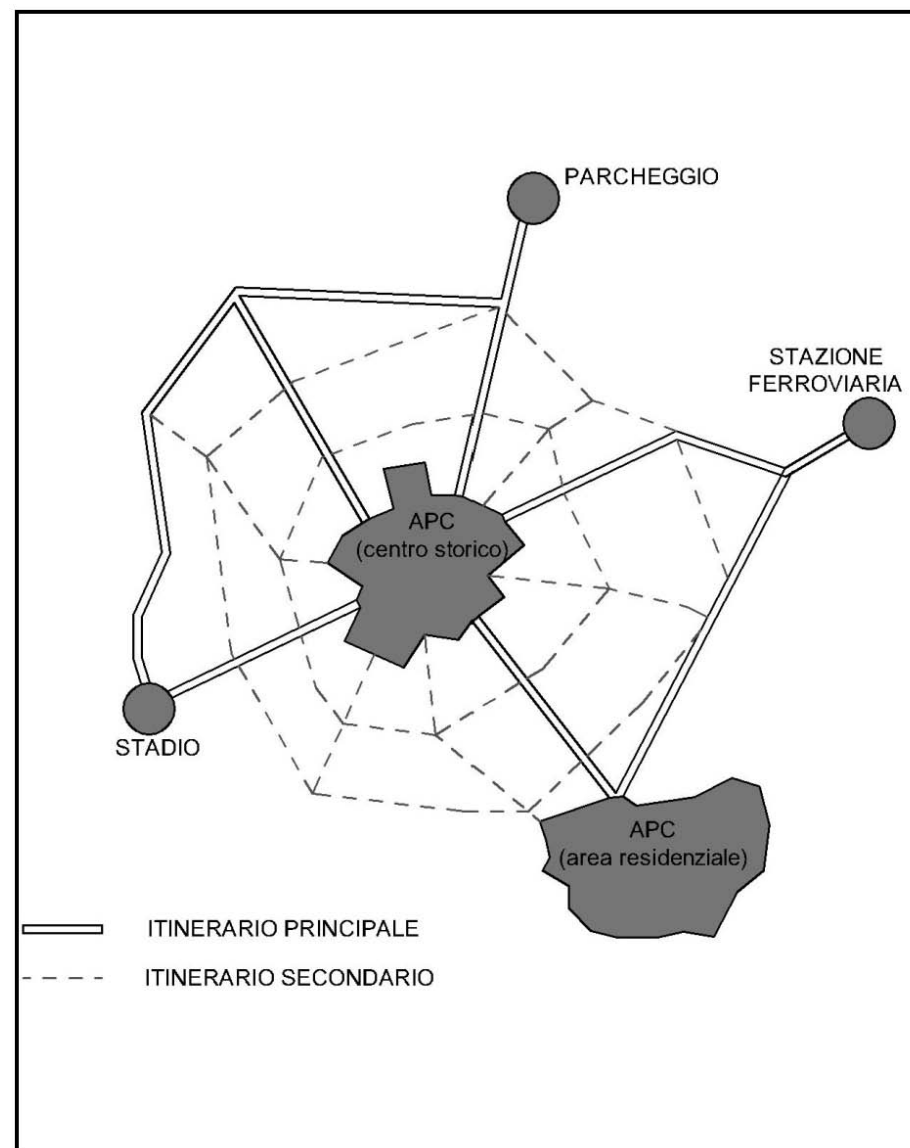 PARCHEGGIO
STAZIONE
FERROVIARIA
APC
(centro storico)
STADIO
APC
(area residenziale)
ITINERARIO PRINCIPALE
ITINERARIO SECONDARIO